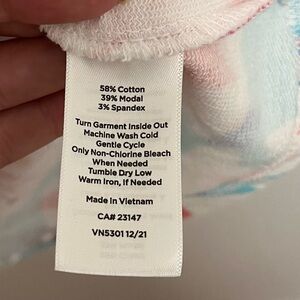 58% Cotton
39% Modal
3% Spandex
Turn Garment Inside Out
Machine Wash Cold
Gentle Cycle
Only Non-Chlorine Bleach
When Needed
Tumble Dry Low
Warm Iron, If Needed
Made in Vietnam
CA# 23147
VN5301 12/21